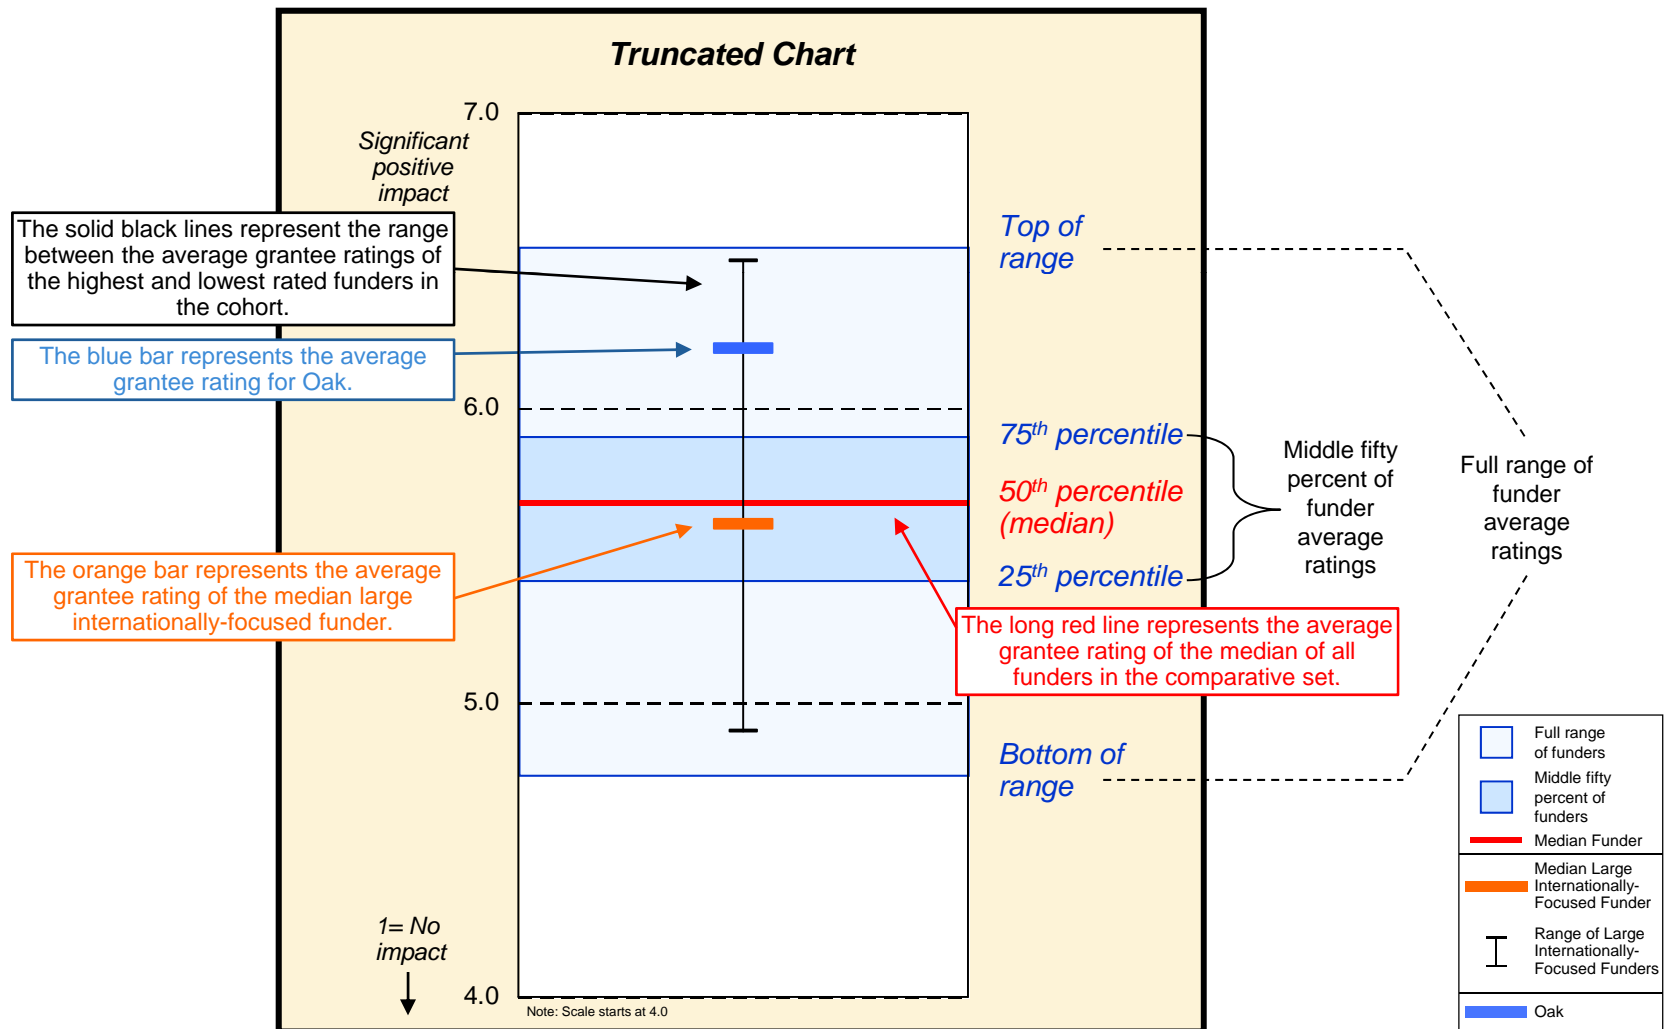 Truncated Chart
7.0
Significant
positive
impact
The solid black lines represent the range
between the average grantee ratings of
the highest and lowest rated funders in
the cohort.
Top of
range
The blue bar represents the average
grantee rating for Oak.
6.0
75th percentile
50th percentile
(median)
25th percentile
Middle fifty
percent of
funder
average
ratings
Full range of
funder
average
ratings
The orange bar represents the average
grantee rating of the median large
internationally-focused funder.
The long red line represents the average
grantee rating of the median of all
funders in the comparative set.
5.0
Bottom of
range
1= No
impact
4.0
Note: Scale starts at 4.0
Full range
of funders
Middle fifty
percent of
funders
Median Funder
Median Large
Internationally-
Focused Funder
Range of Large
Internationally-
Focused Funders
Oak